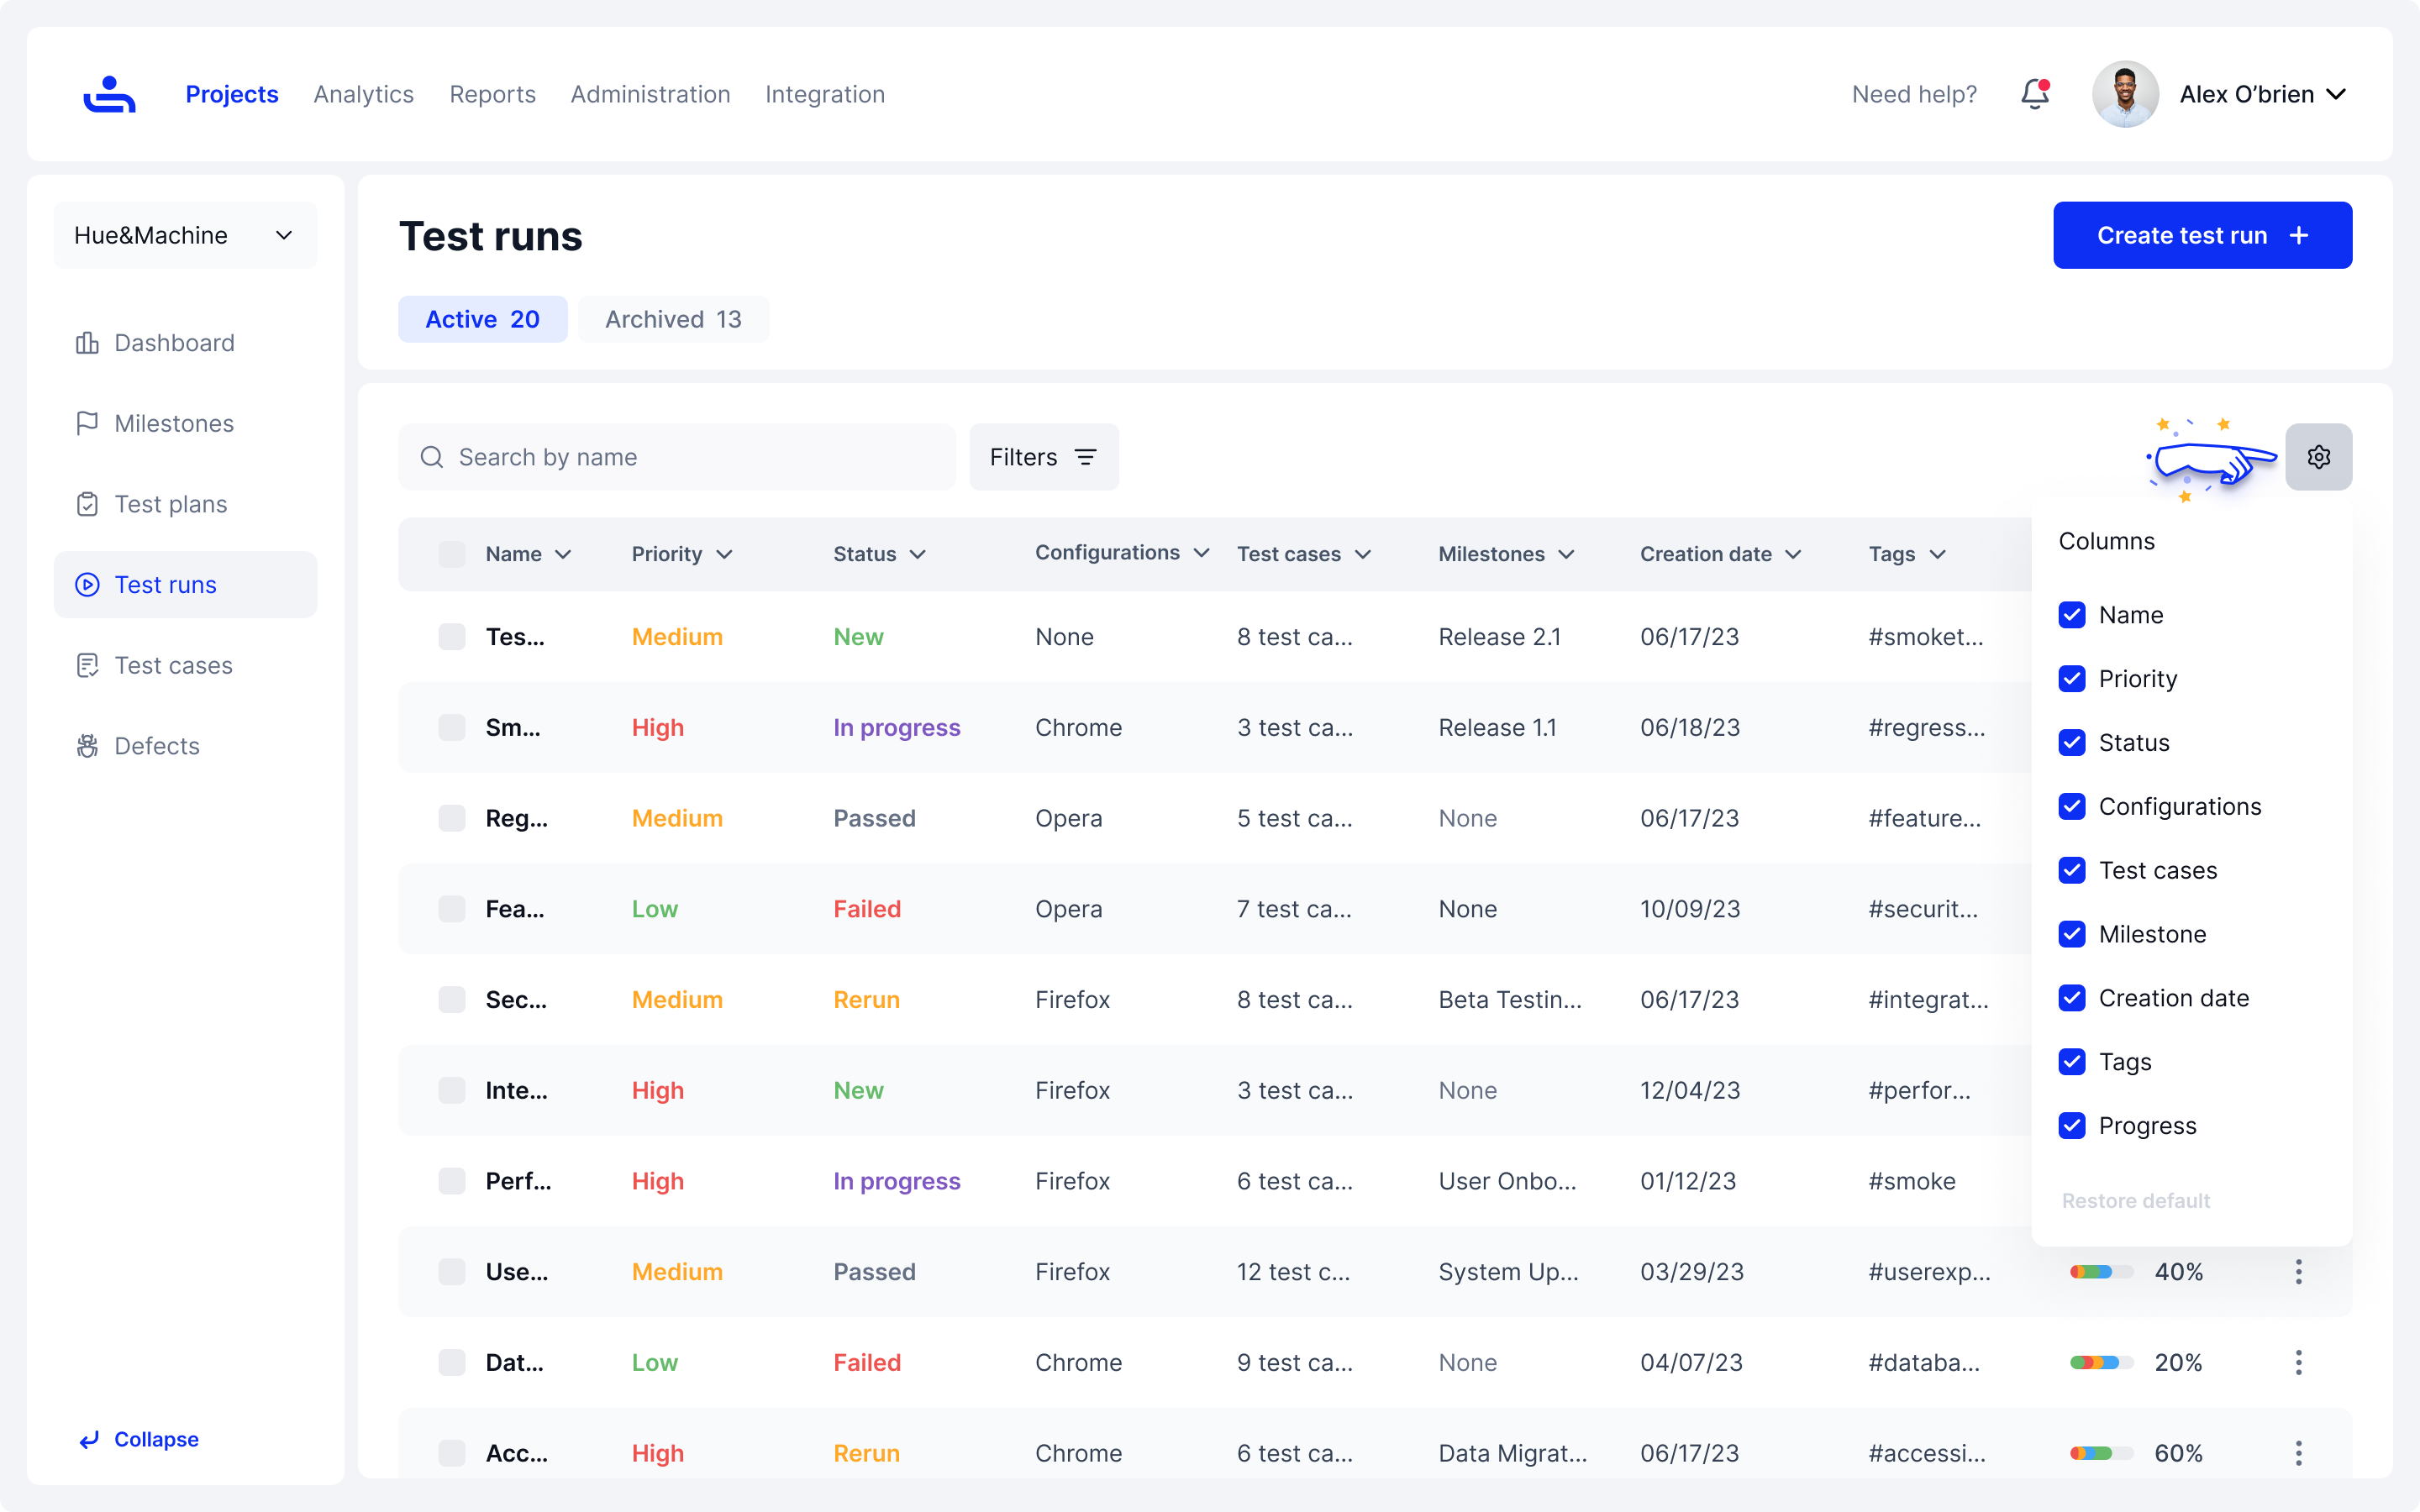 Projects Analytics Reports Administration Integration Need help? Alex O’brien
Hue&Machine
Dashboard
Milestones
Test plans
Test runs
Test cases
Defects
Collapse
Test runs
Create test run +
Active 20 Archived 13
Search by name Filters
Name Priority Status Configurations Test cases Milestones Creation date Tags
Tes... Medium New None 8 test ca... Release 2.1 06/17/23 #smoket...
Sm... High In progress Chrome 3 test ca... Release 1.1 06/18/23 #regress...
Reg... Medium Passed Opera 5 test ca... None 06/17/23 #feature...
Fea... Low Failed Opera 7 test ca... None 10/09/23 #securit...
Sec... Medium Rerun Firefox 8 test ca... Beta Testin... 06/17/23 #integrat...
Inte... High New Firefox 3 test ca... None 12/04/23 #perfor...
Perf... High In progress Firefox 6 test ca... User Onbo... 01/12/23 #smoke
Use... Medium Passed Firefox 12 test c... System Up... 03/29/23 #userexp... 40%
Dat... Low Failed Chrome 9 test ca... None 04/07/23 #databa... 20%
Acc... High Rerun Chrome 6 test ca... Data Migrat... 06/17/23 #accessi... 60%
Columns
Name
Priority
Status
Configurations
Test cases
Milestone
Creation date
Tags
Progress
Restore default